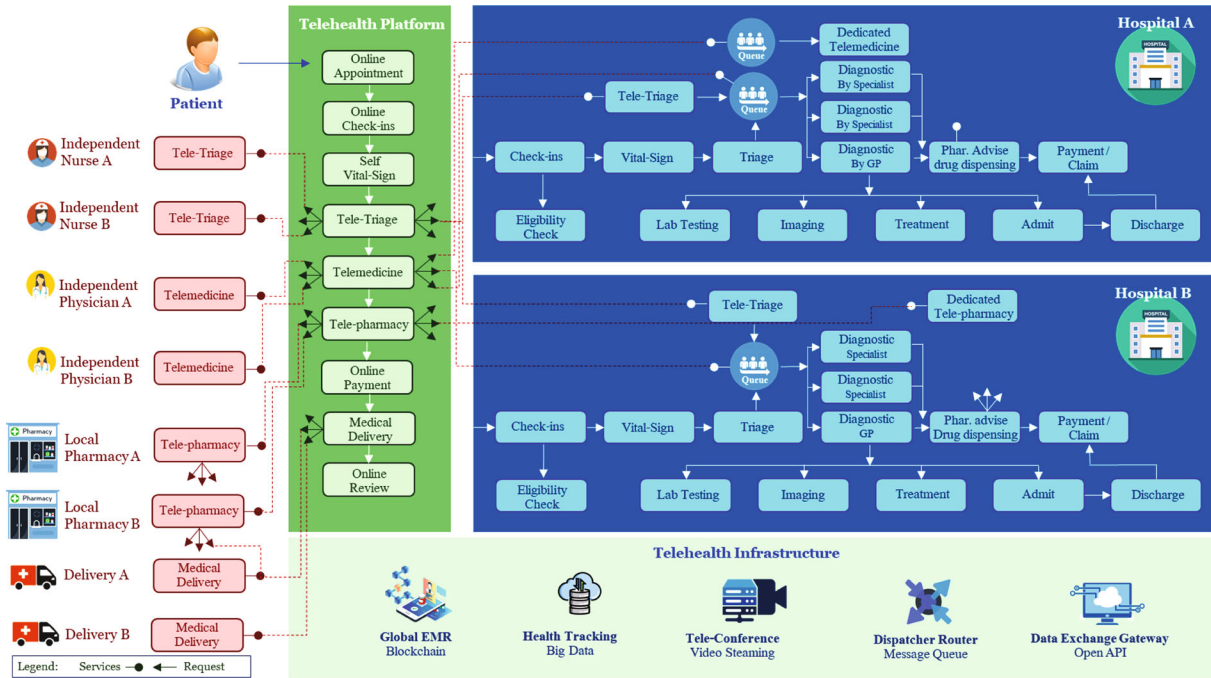 Patient
Independent
Nurse A
Tele-Triage
Independent
Nurse B
Tele-Triage
Independent
Physician A
Telemedicine
Independent
Physician B
Telemedicine
Pharmacy
Local
Pharmacy A
Tele-pharmacy
Pharmacy
Local
Pharmacy B
Tele-pharmacy
Delivery A
Medical
Delivery
Delivery B
Medical
Delivery
Legend:
Services
Request
Telehealth Platform
Online
Appointment
Online
Check-ins
Self
Vital-Sign
Tele-Triage
Telemedicine
Tele-pharmacy
Online
Payment
Medical
Delivery
Online
Review
Hospital A
HOSPITAL
Queue
Dedicated
Telemedicine
Tele-Triage
Queue
Diagnostic
By Specialist
Diagnostic
By Specialist
Check-ins
Vital-Sign
Triage
Diagnostic
By GP
Phar. Advise
drug dispensing
Payment /
Claim
Eligibility
Check
Lab Testing
Imaging
Treatment
Admit
Discharge
Hospital B
HOSPITAL
Tele-Triage
Dedicated
Tele-pharmacy
Queue
Diagnostic
Specialist
Diagnostic
Specialist
Check-ins
Vital-Sign
Triage
Diagnostic
GP
Phar. advise
Drug dispensing
Payment/
Claim
Eligibility
Check
Lab Testing
Imaging
Treatment
Admit
Discharge
Telehealth Infrastructure
Global EMR
Blockchain
Health Tracking
Big Data
Tele-Conference
Video Steaming
Dispatcher Router
Message Queue
Data Exchange Gateway
Open API